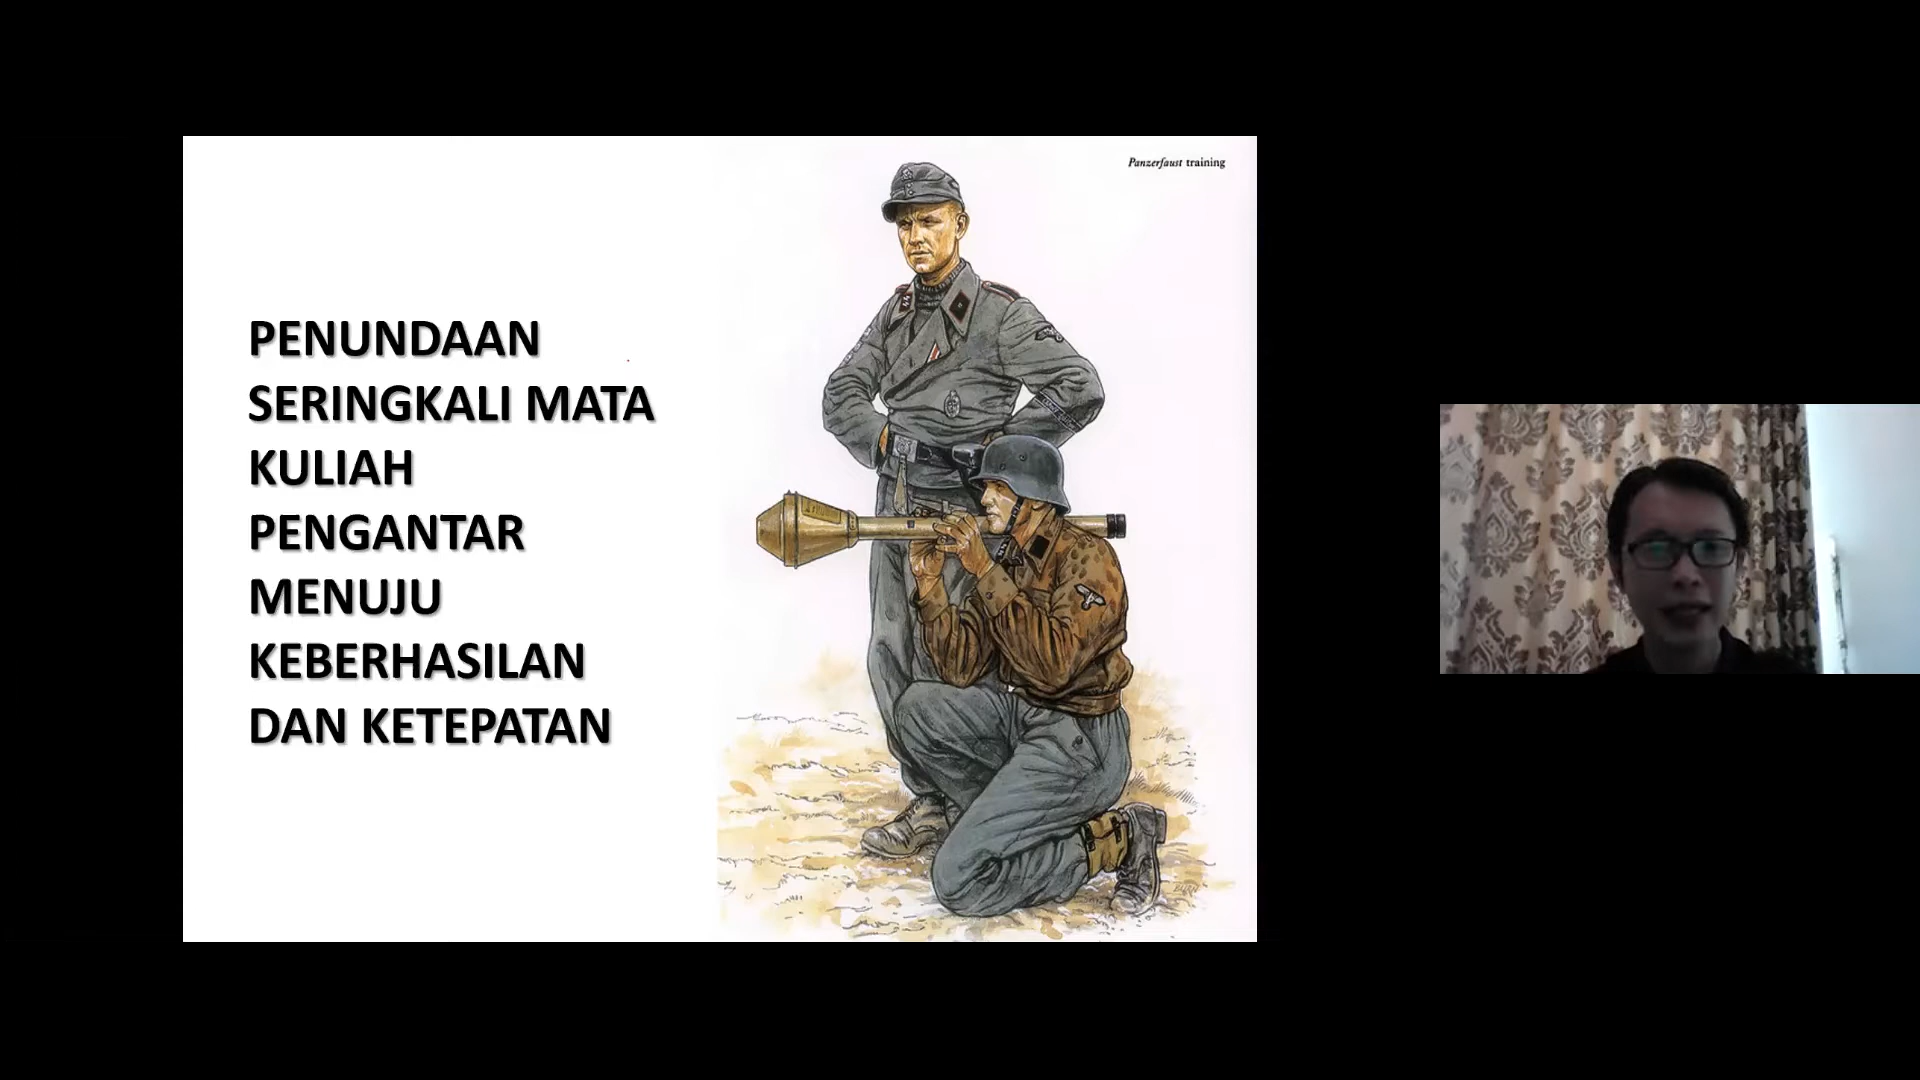 Panzerfaust training
PENUNDAAN
SERINGKALI MATA
KULIAH
PENGANTAR
MENUJU
KEBERHASILAN
DAN KETEPATAN